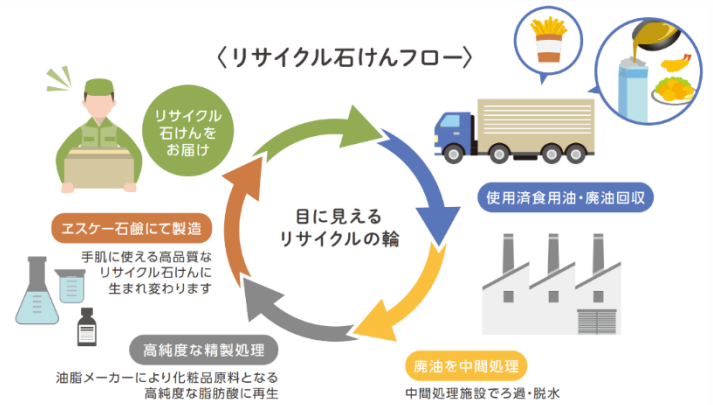 〈リサイクル石けんフロー〉
リサイクル
石けんを
お届け
使用済食用油・廃油回収
目に見える
リサイクルの輪
廃油を中間処理
中間処理施設でろ過・脱水
高純度な精製処理
油脂メーカーにより化粧品原料となる
高純度な脂肪酸に再生
ヱスケー石鹼にて製造
手肌に使える高品質な
リサイクル石けんに
生まれ変わります